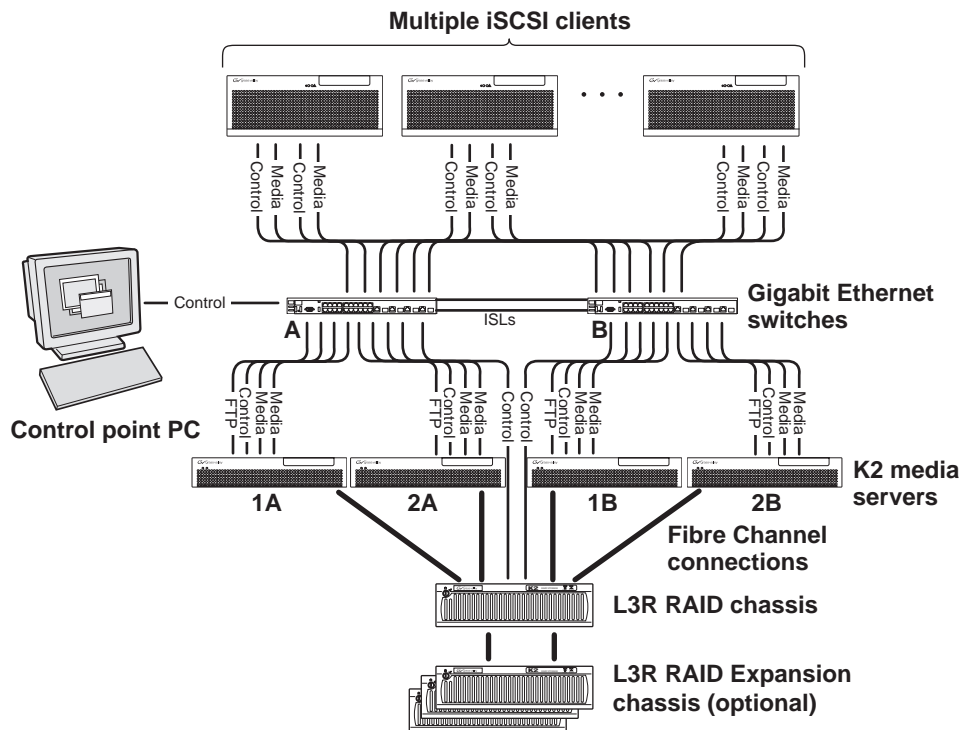 Multiple iSCSI clients
Control
Media
Control
Media
Control
Media
Control
Media
Control
Media
Control
Media
Control
A
ISLs
B
Gigabit Ethernet
switches
Control point PC
FTP
Control
Media
Media
FTP
Control
Media
Media
Control
Control
FTP
Control
Media
Media
FTP
Control
Media
Media
1A
2A
1B
2B
K2 media
servers
Fibre Channel
connections
K2
L3R RAID chassis
K2
L3R RAID Expansion
chassis (optional)